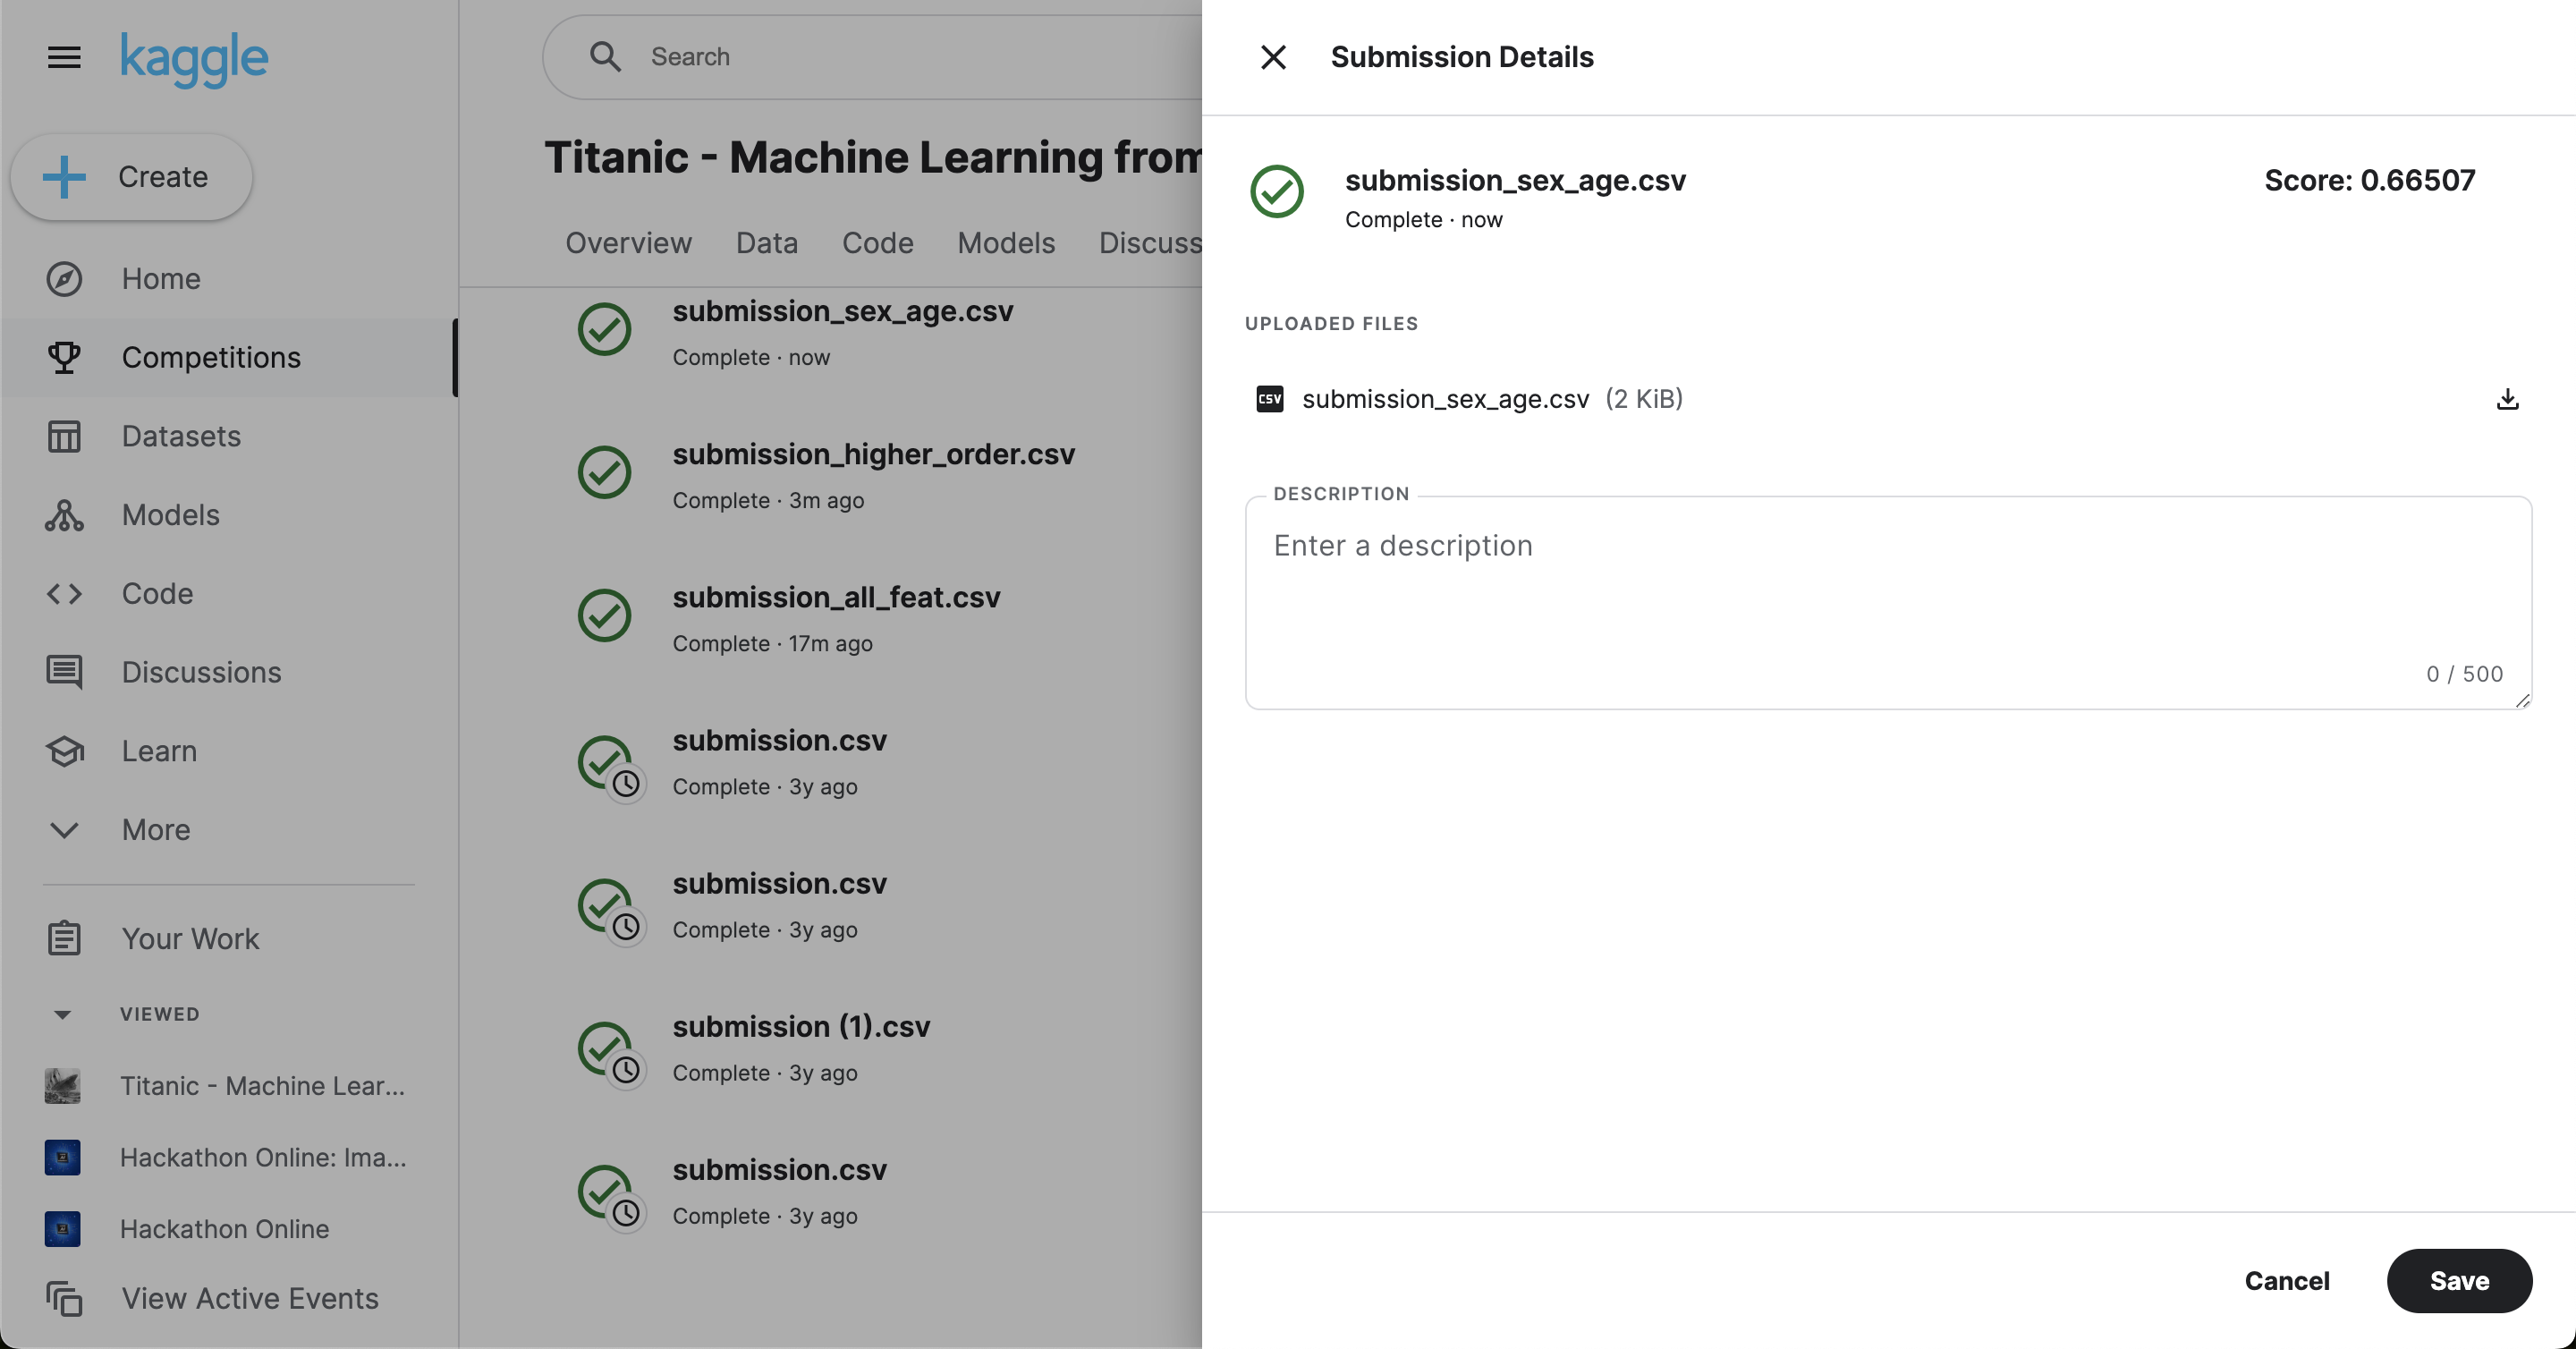 kaggle
Create
Home
Competitions
Datasets
Models
Code
Discussions
Learn
More
Your Work
VIEWED
Titanic - Machine Lear...
Hackathon Online: Ima...
Hackathon Online
View Active Events
Search
Titanic - Machine Learning from
Overview Data Code Models Discuss
submission_sex_age.csv
Complete · now
submission_higher_order.csv
Complete · 3m ago
submission_all_feat.csv
Complete · 17m ago
submission.csv
Complete · 3y ago
submission.csv
Complete · 3y ago
submission (1).csv
Complete · 3y ago
submission.csv
Complete · 3y ago
Submission Details
submission_sex_age.csv
Score: 0.66507
Complete · now
UPLOADED FILES
CSV submission_sex_age.csv (2 KiB)
DESCRIPTION
Enter a description
0 / 500
Cancel Save